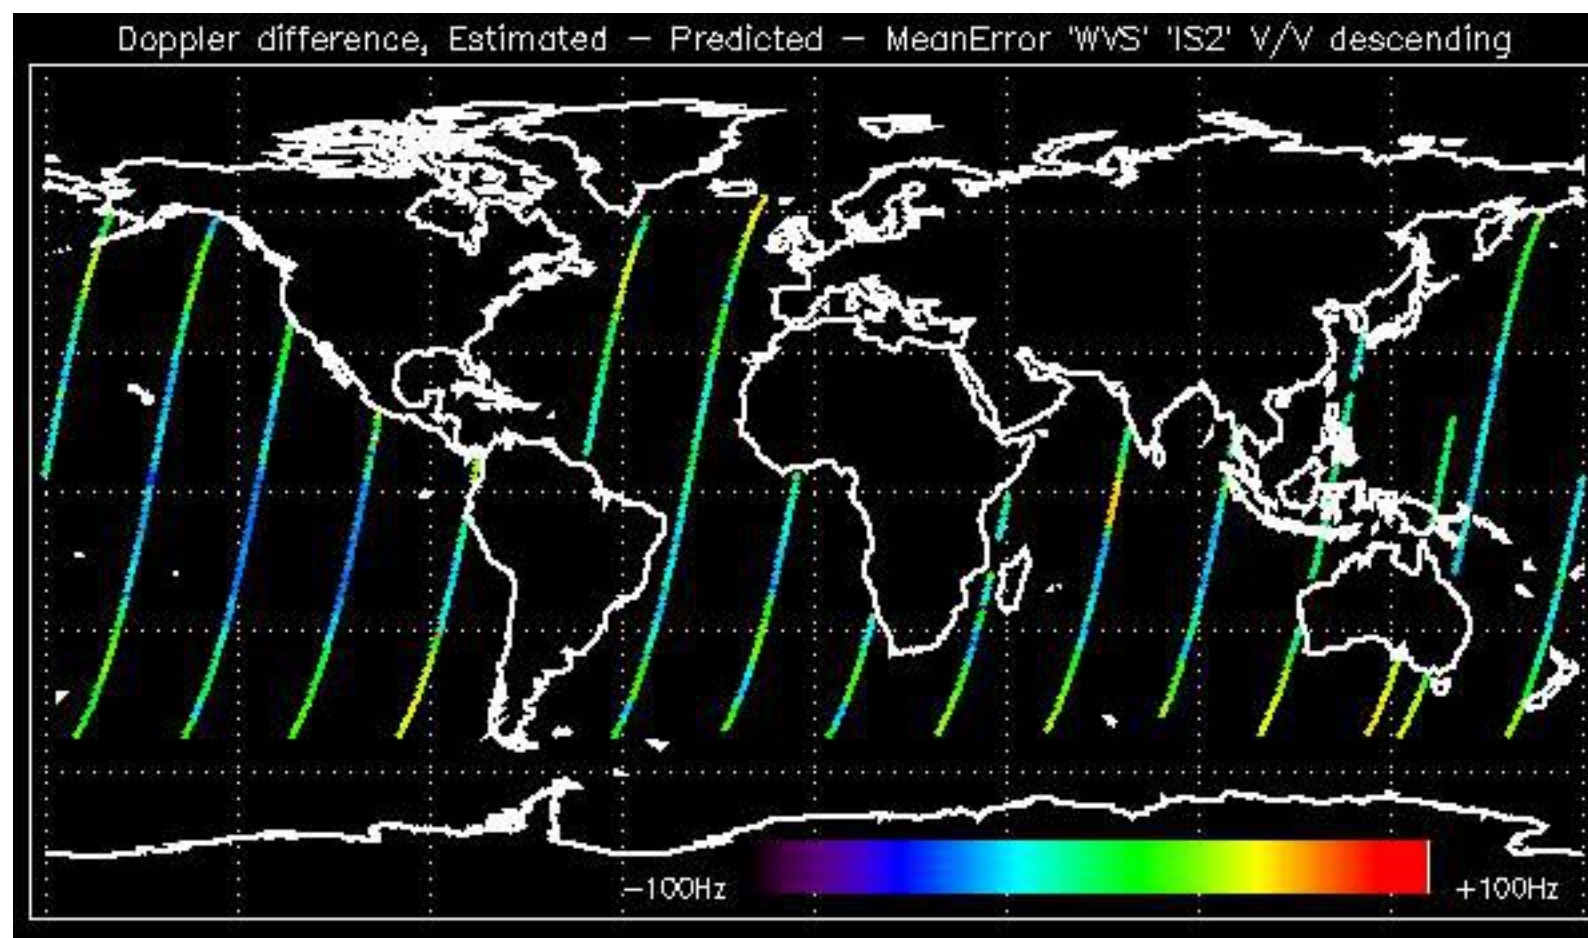 Doppler difference, Estimated - Predicted - MeanError 'WVS' 'IS2' V/V descending
-100Hz +100Hz